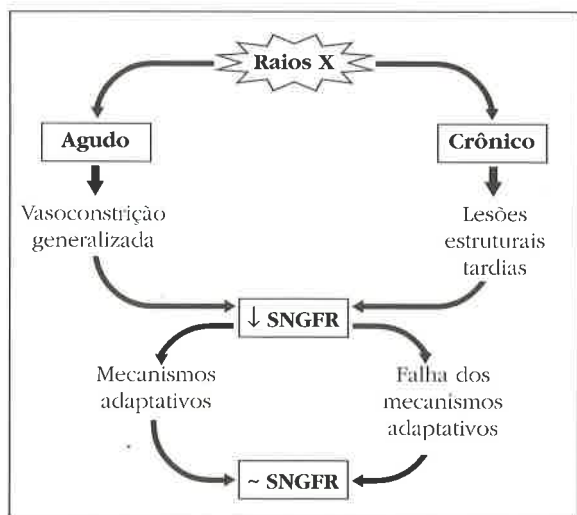 Raios X
Agudo
Crônico
Vasoconstrição
generalizada
Lesões
estruturais
tardias
↓ SNGFR
Mecanismos
adaptativos
Falha dos
mecanismos
adaptativos
~ SNGFR